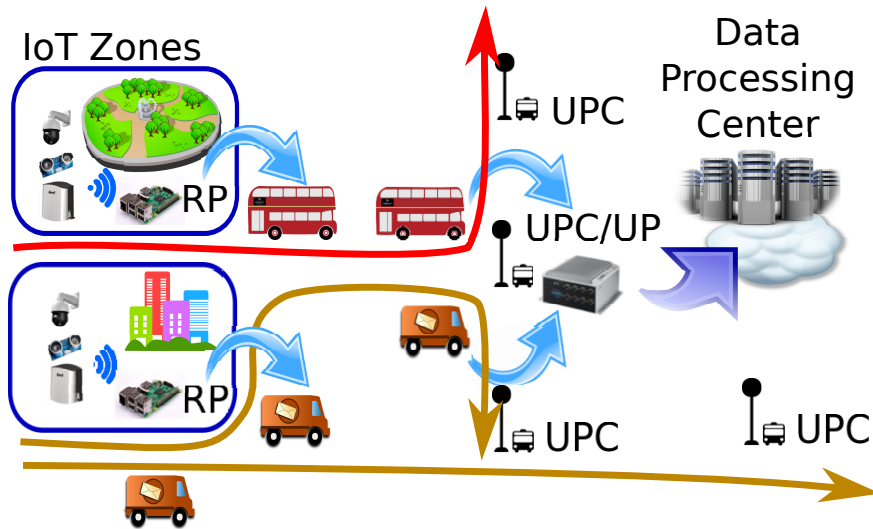 IoT Zones
Data
Processing
Center
UPC
RP
UPC/UP
RP
UPC
UPC